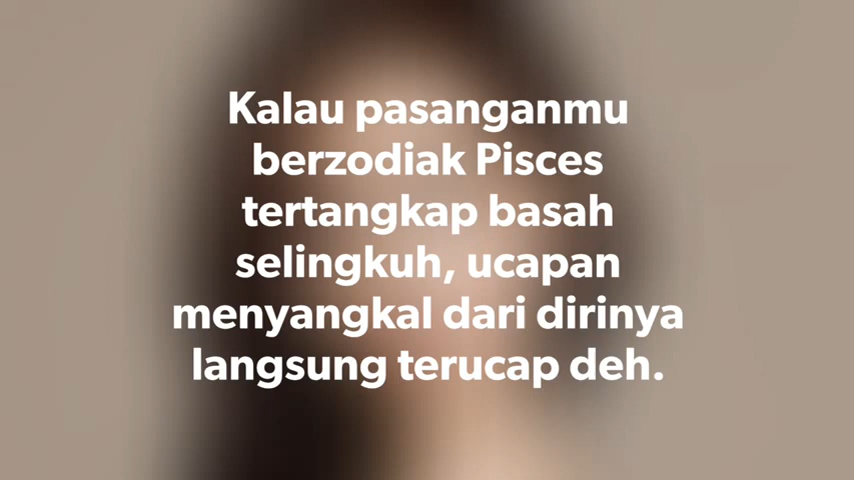 Kalau pasanganmu
berzodiak Pisces
tertangkap basah
selingkuh, ucapan
menyangkal dari dirinya
langsung terucap deh.